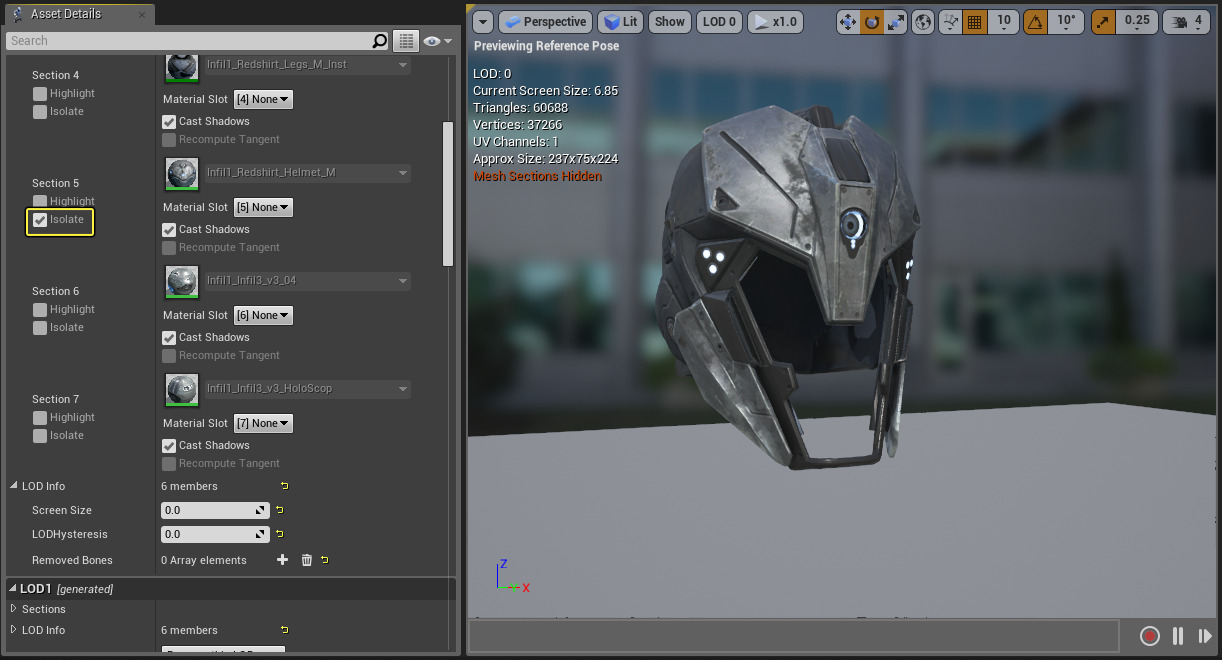 Asset Details
Search
Infil1_Redshirt_Legs_M_Inst
Section 4
Highlight
Isolate
Material Slot [4] None
Cast Shadows
Recompute Tangent
Infil1_Redshirt_Helmet_M
Section 5
Highlight
Isolate
Material Slot [5] None
Cast Shadows
Recompute Tangent
Infil1_Infil3_v3_04
Section 6
Highlight
Isolate
Material Slot [6] None
Cast Shadows
Recompute Tangent
Infil1_Infil3_v3_HoloScop
Section 7
Highlight
Isolate
Material Slot [7] None
Cast Shadows
Recompute Tangent
LOD Info 6 members
Screen Size 0.0
LODHysteresis 0.0
Removed Bones 0 Array elements
LOD1 [generated]
Sections
LOD Info 6 members
Perspective Lit Show LOD 0 x1.0 10 10° 0.25 4
Previewing Reference Pose
LOD: 0
Current Screen Size: 6.85
Triangles: 60688
Vertices: 37266
UV Channels: 1
Approx Size: 237x75x224
Mesh Sections Hidden
Z
X